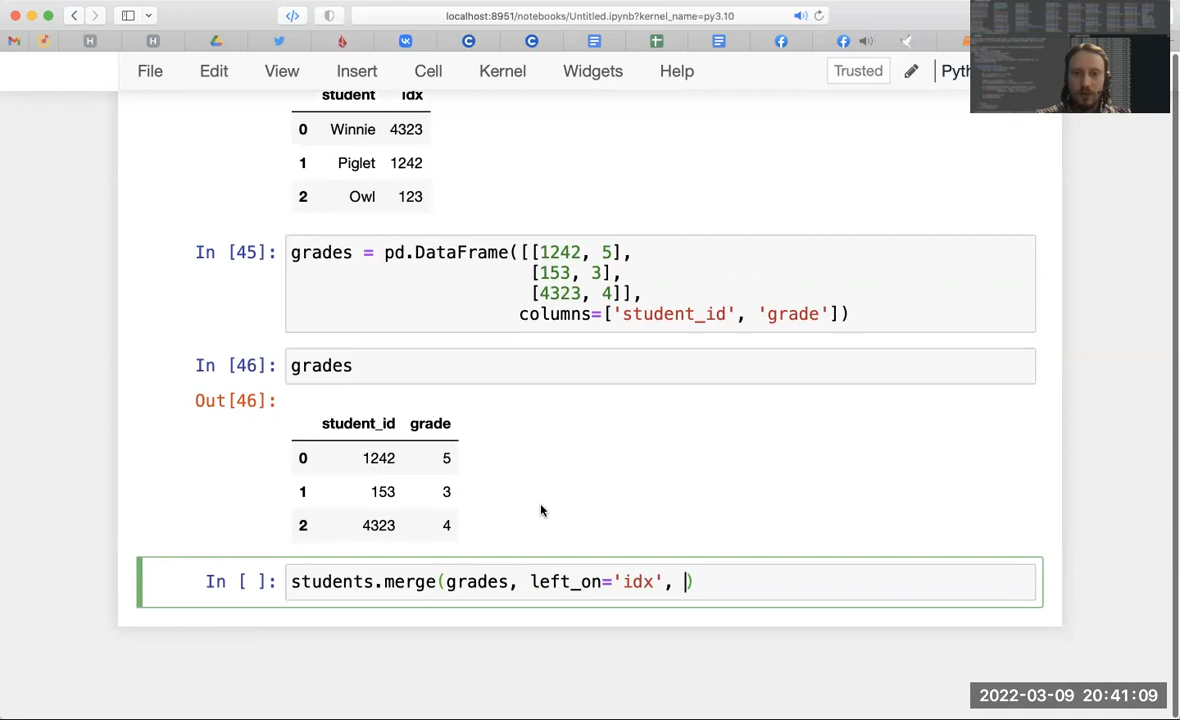 localhost:8951/notebooks/Untitled.ipynb?kernel_name=py3.10
File Edit View Insert Cell Kernel Widgets Help Trusted
student idx
0 Winnie 4323
1 Piglet 1242
2 Owl 123
In [45]: grades = pd.DataFrame([[1242, 5],
[153, 3],
[4323, 4]],
columns=['student_id', 'grade'])
In [46]: grades
Out[46]:
student_id grade
0 1242 5
1 153 3
2 4323 4
In [ ]: students.merge(grades, left_on='idx', )
2022-03-09 20:41:09